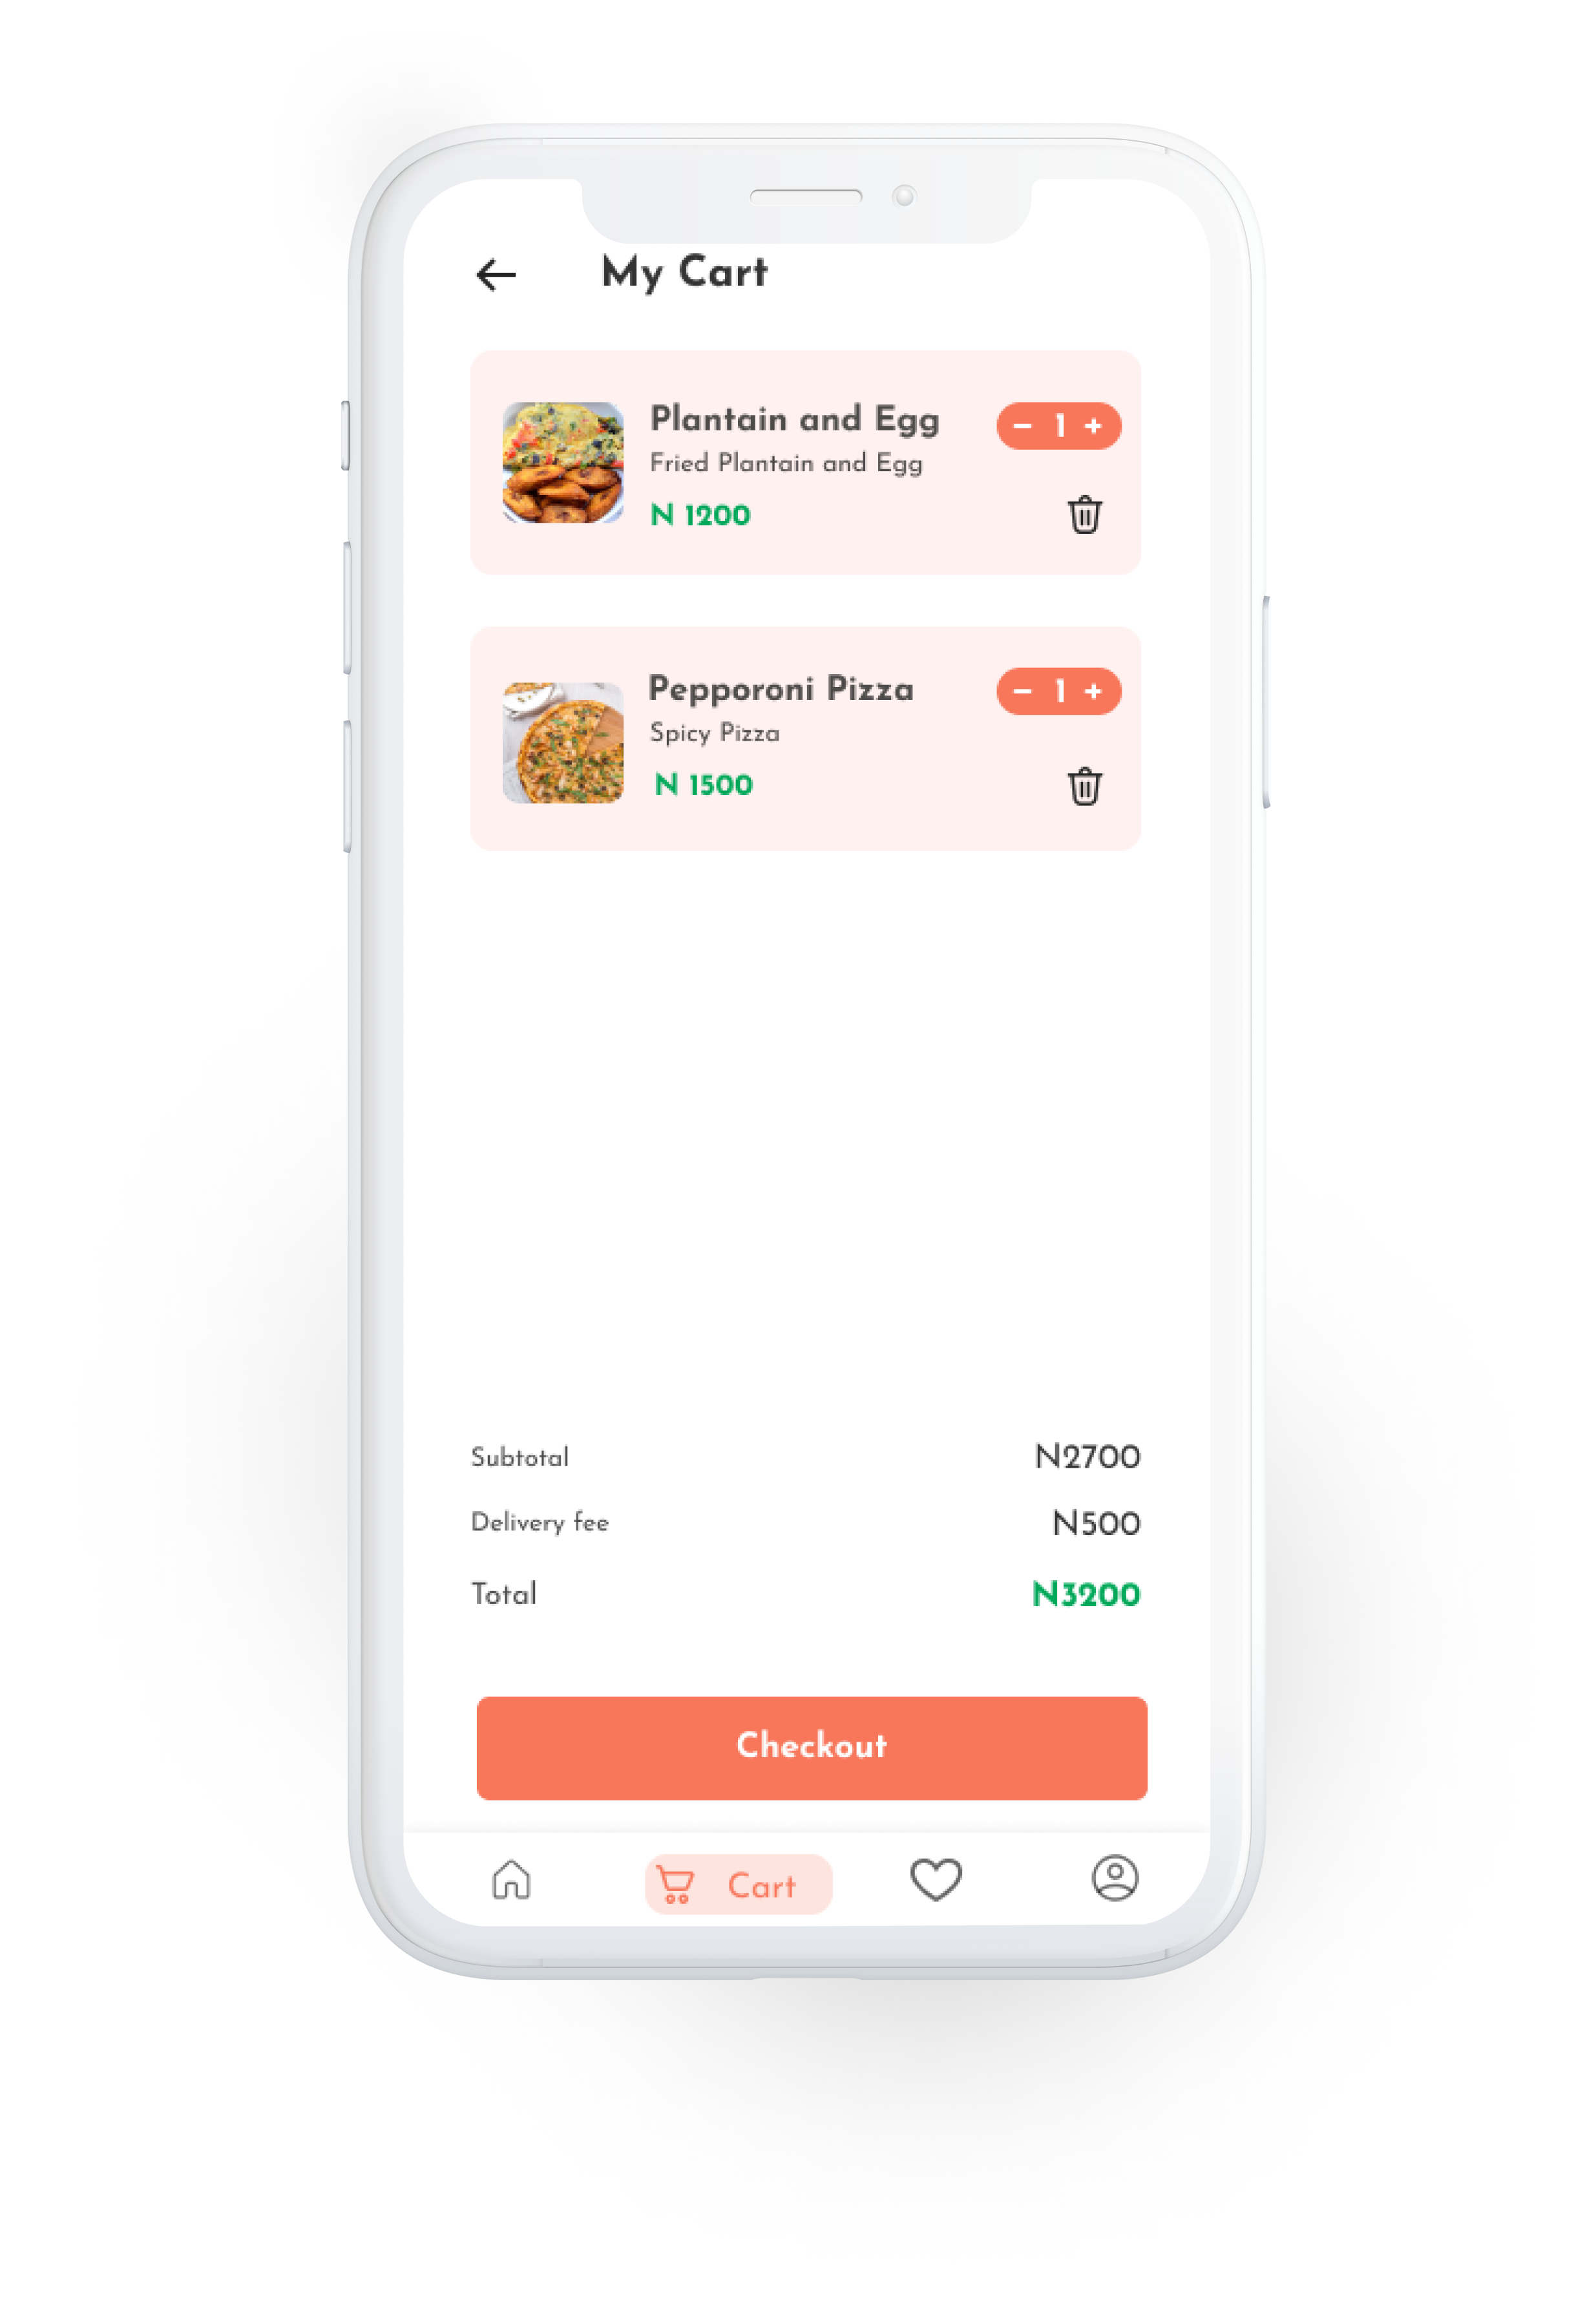 My Cart
Plantain and Egg
- 1 +
Fried Plantain and Egg
N 1200
Pepporoni Pizza
- 1 +
Spicy Pizza
N 1500
Subtotal N2700
Delivery fee N500
Total N3200
Checkout
Cart